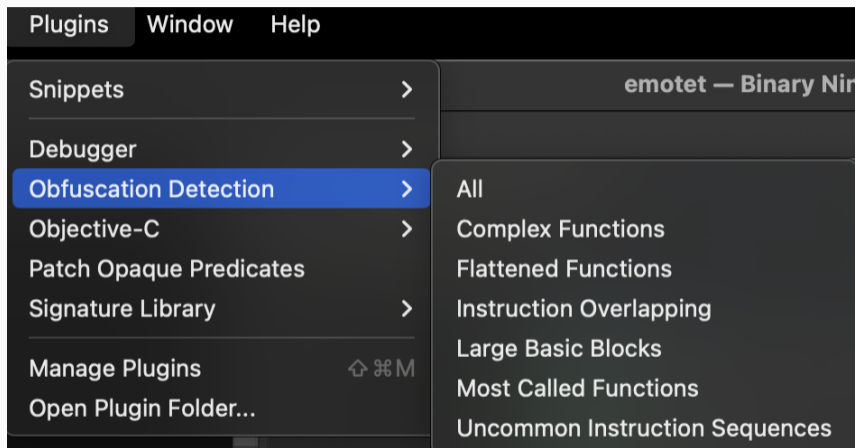 Plugins Window Help
emotet — Binary Nin
Snippets
Debugger
Obfuscation Detection
Objective-C
Patch Opaque Predicates
Signature Library
Manage Plugins ⇧⌘M
Open Plugin Folder...
All
Complex Functions
Flattened Functions
Instruction Overlapping
Large Basic Blocks
Most Called Functions
Uncommon Instruction Sequences